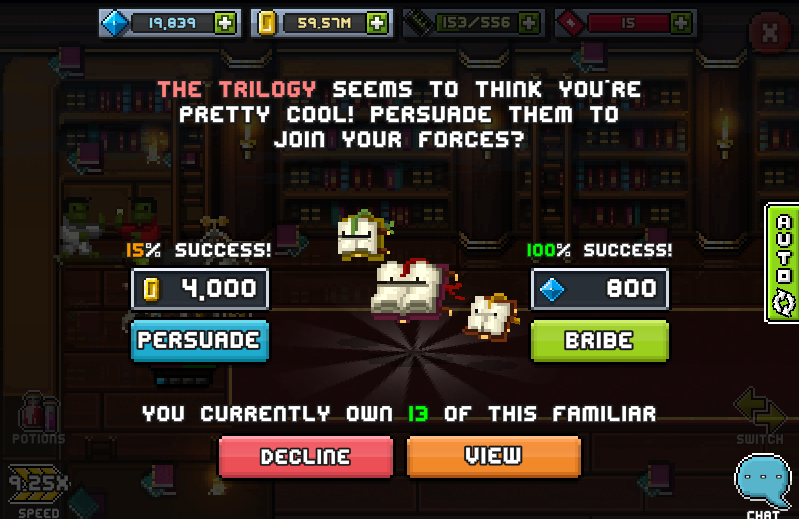 19,839
59.57M
153/556
15
X
THE TRILOGY SEEMS TO THINK YOU'RE
PRETTY COOL! PERSUADE THEM TO
JOIN YOUR FORCES?
15% SUCCESS!
100% SUCCESS!
4,000
800
PERSUADE
BRIBE
AUTO
YOU CURRENTLY OWN 13 OF THIS FAMILIAR
DECLINE
VIEW
POTIONS
SWITCH
9.25X
SPEED
CHAT